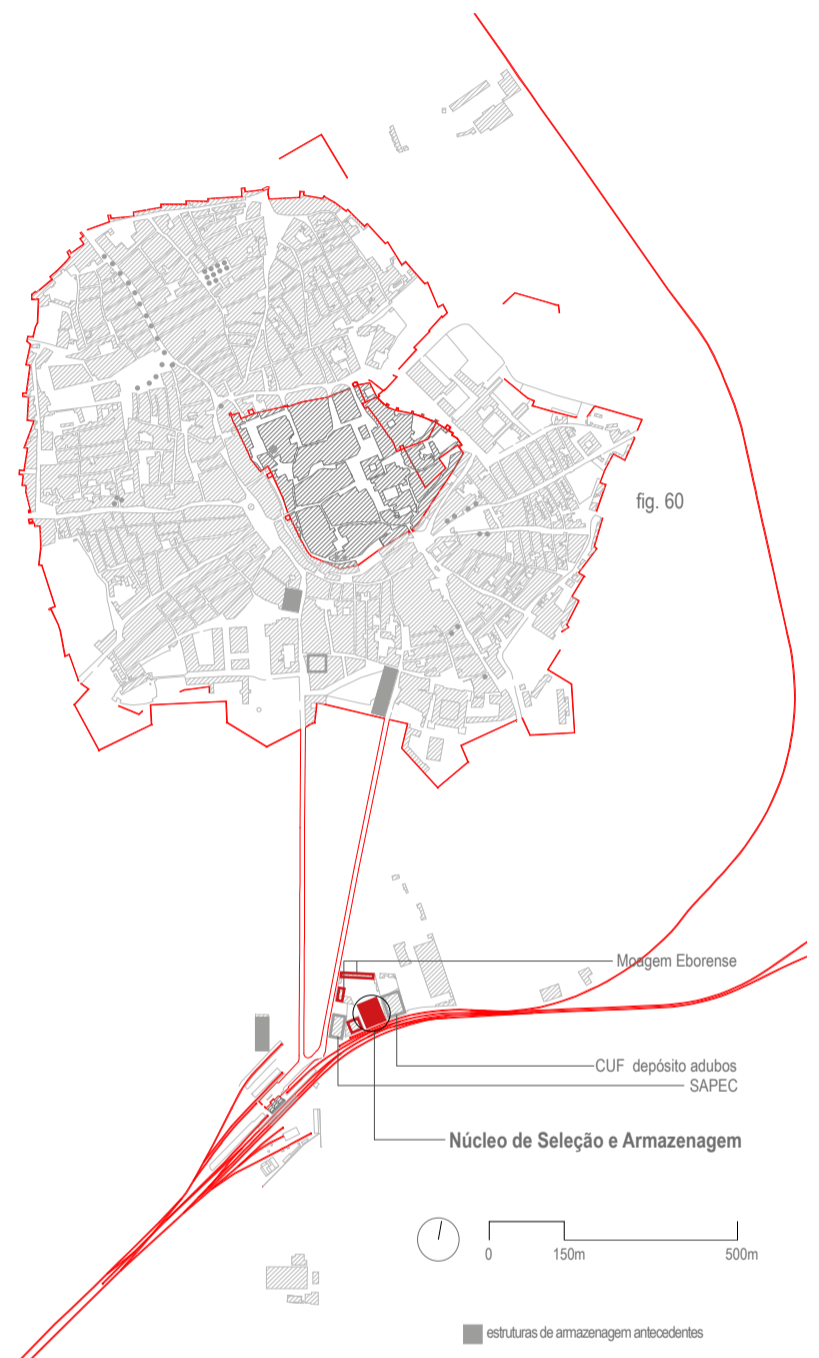 fig. 60
Moagem Eborense
CUF depósito adubos
SAPEC
Núcleo de Seleção e Armazenagem
0 150m 500m
estruturas de armazenagem antecedentes